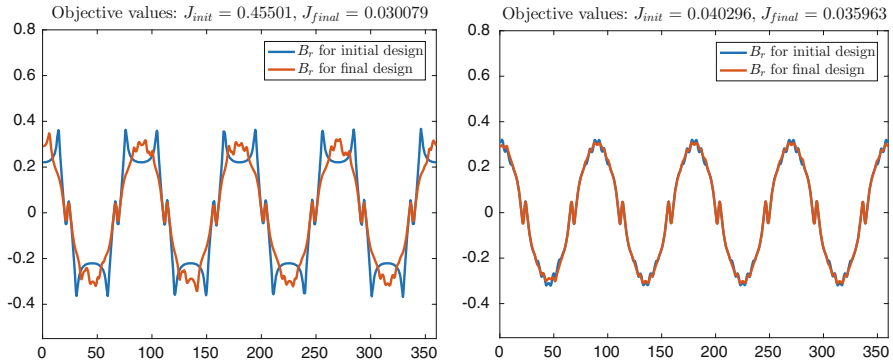 Objective values: J_init = 0.45501, J_final = 0.030079
0.8
0.6
0.4
0.2
0
-0.2
-0.4
0 50 100 150 200 250 300 350
B_r for initial design
B_r for final design
Objective values: J_init = 0.040296, J_final = 0.035963
0.8
0.6
0.4
0.2
0
-0.2
-0.4
0 50 100 150 200 250 300 350
B_r for initial design
B_r for final design